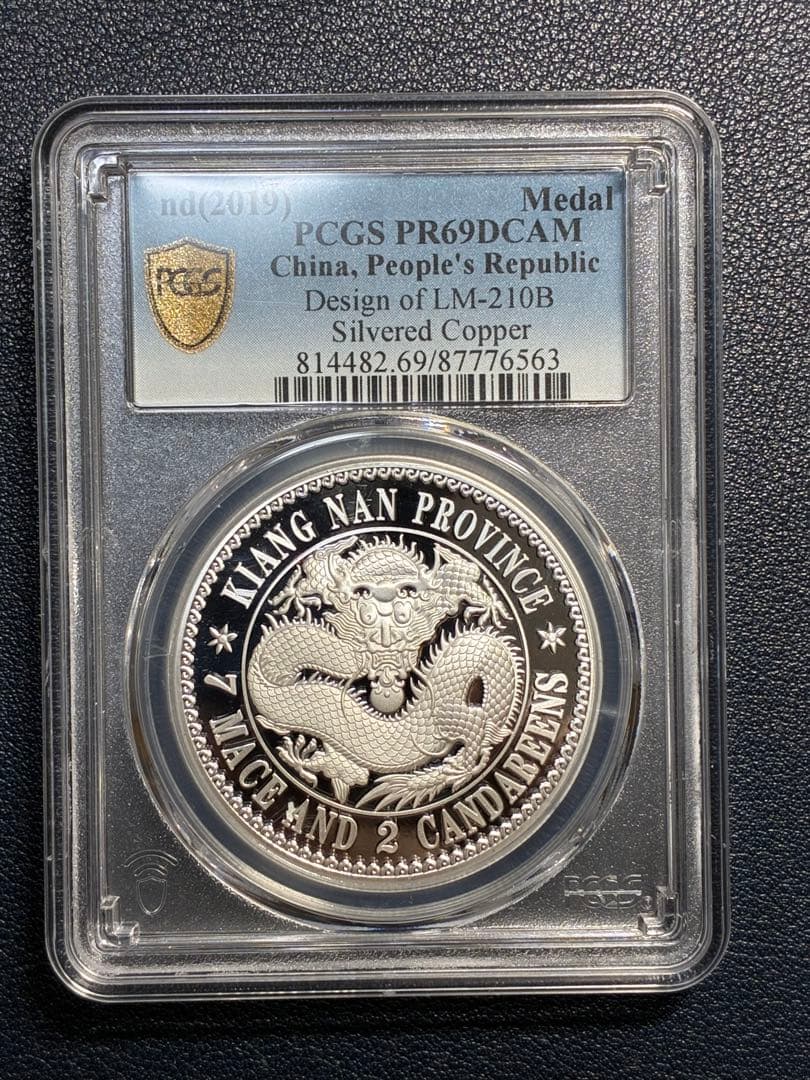 nd(2019)
Medal
PCGS PR69DCAM
China, People's Republic
Design of LM-210B
Silvered Copper
814482.69/87776563
PCGS
KIANG NAN PROVINCE
7 MACE AND 2 CANDAREENS
PCGS